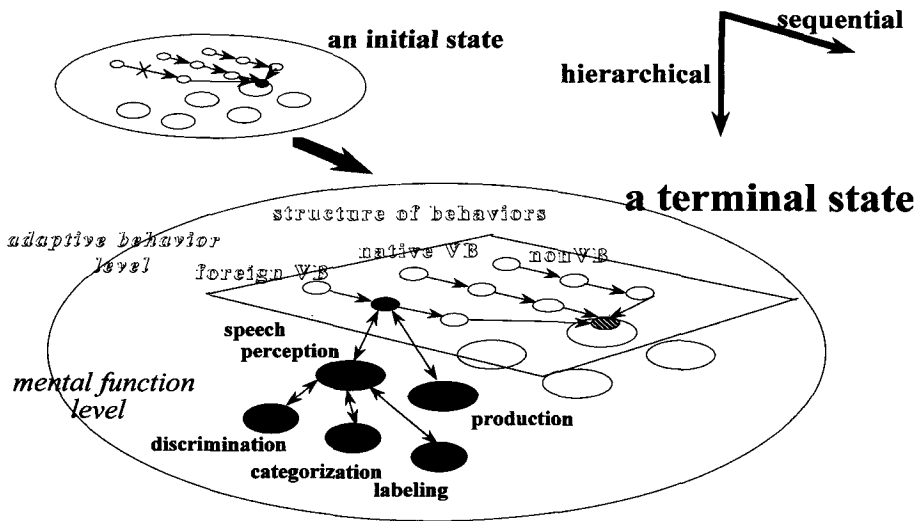 an initial state
sequential
hierarchical
a terminal state
structure of behaviors
adaptive behavior
level
native VB
nonVB
foreign VB
speech
perception
mental function
level
production
discrimination
categorization
labeling